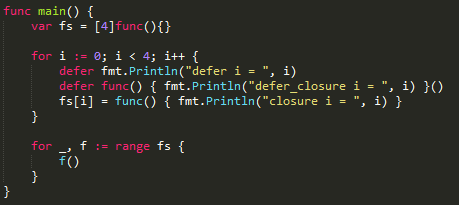 func main() {
    var fs = [4]func(){}
    for i := 0; i < 4; i++ {
        defer fmt.Println("defer i = ", i)
        defer func() { fmt.Println("defer_closure i = ", i) }()
        fs[i] = func() { fmt.Println("closure i = ", i) }
    }
    for _, f := range fs {
        f()
    }
}